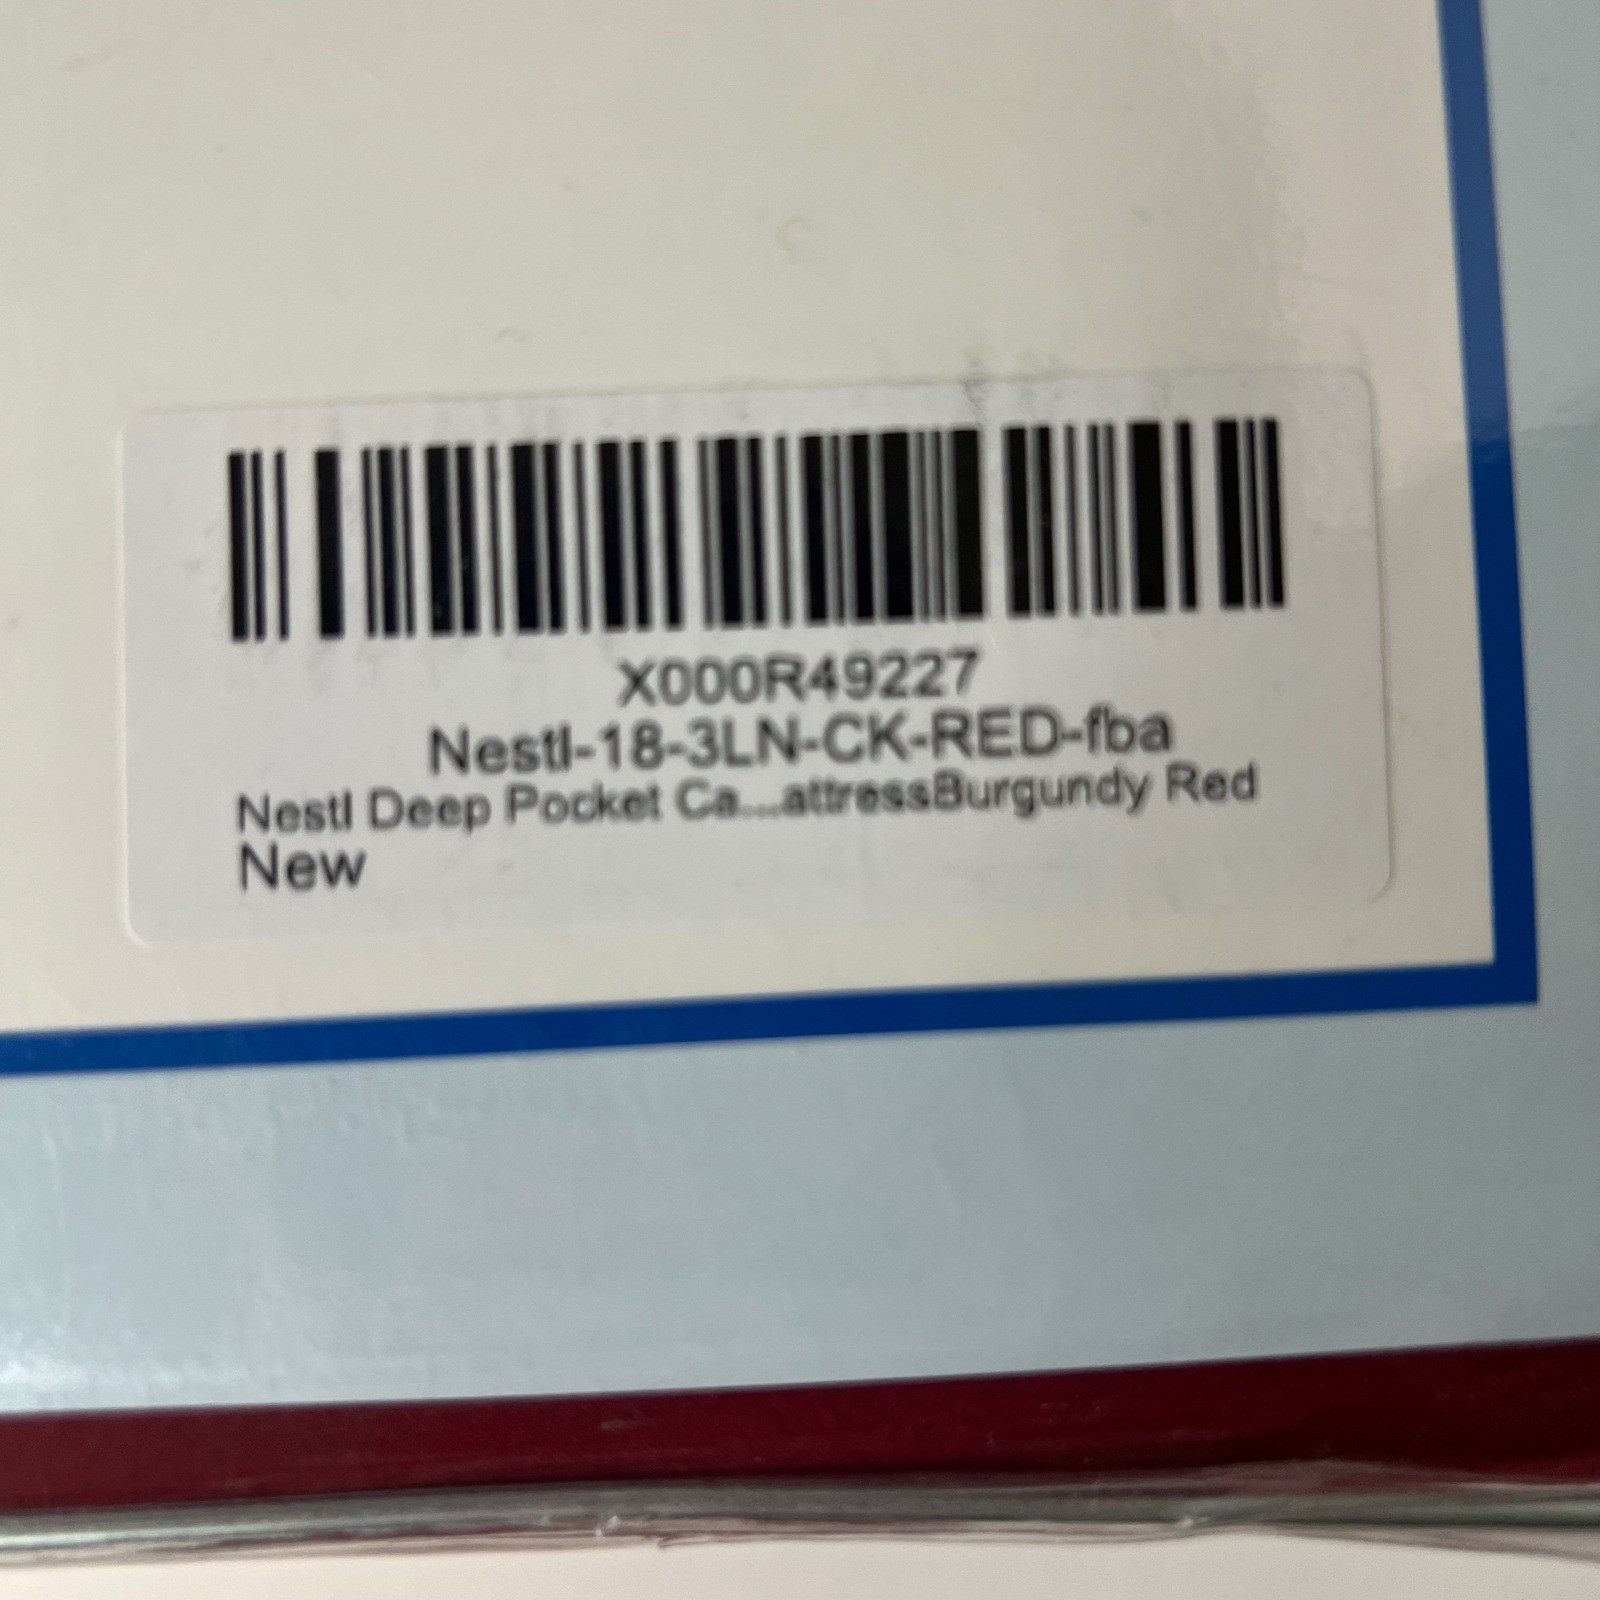 X000R49227
Nestl-18-3LN-CK-RED-fba
Nestl Deep Pocket Ca...attressBurgundy Red
New